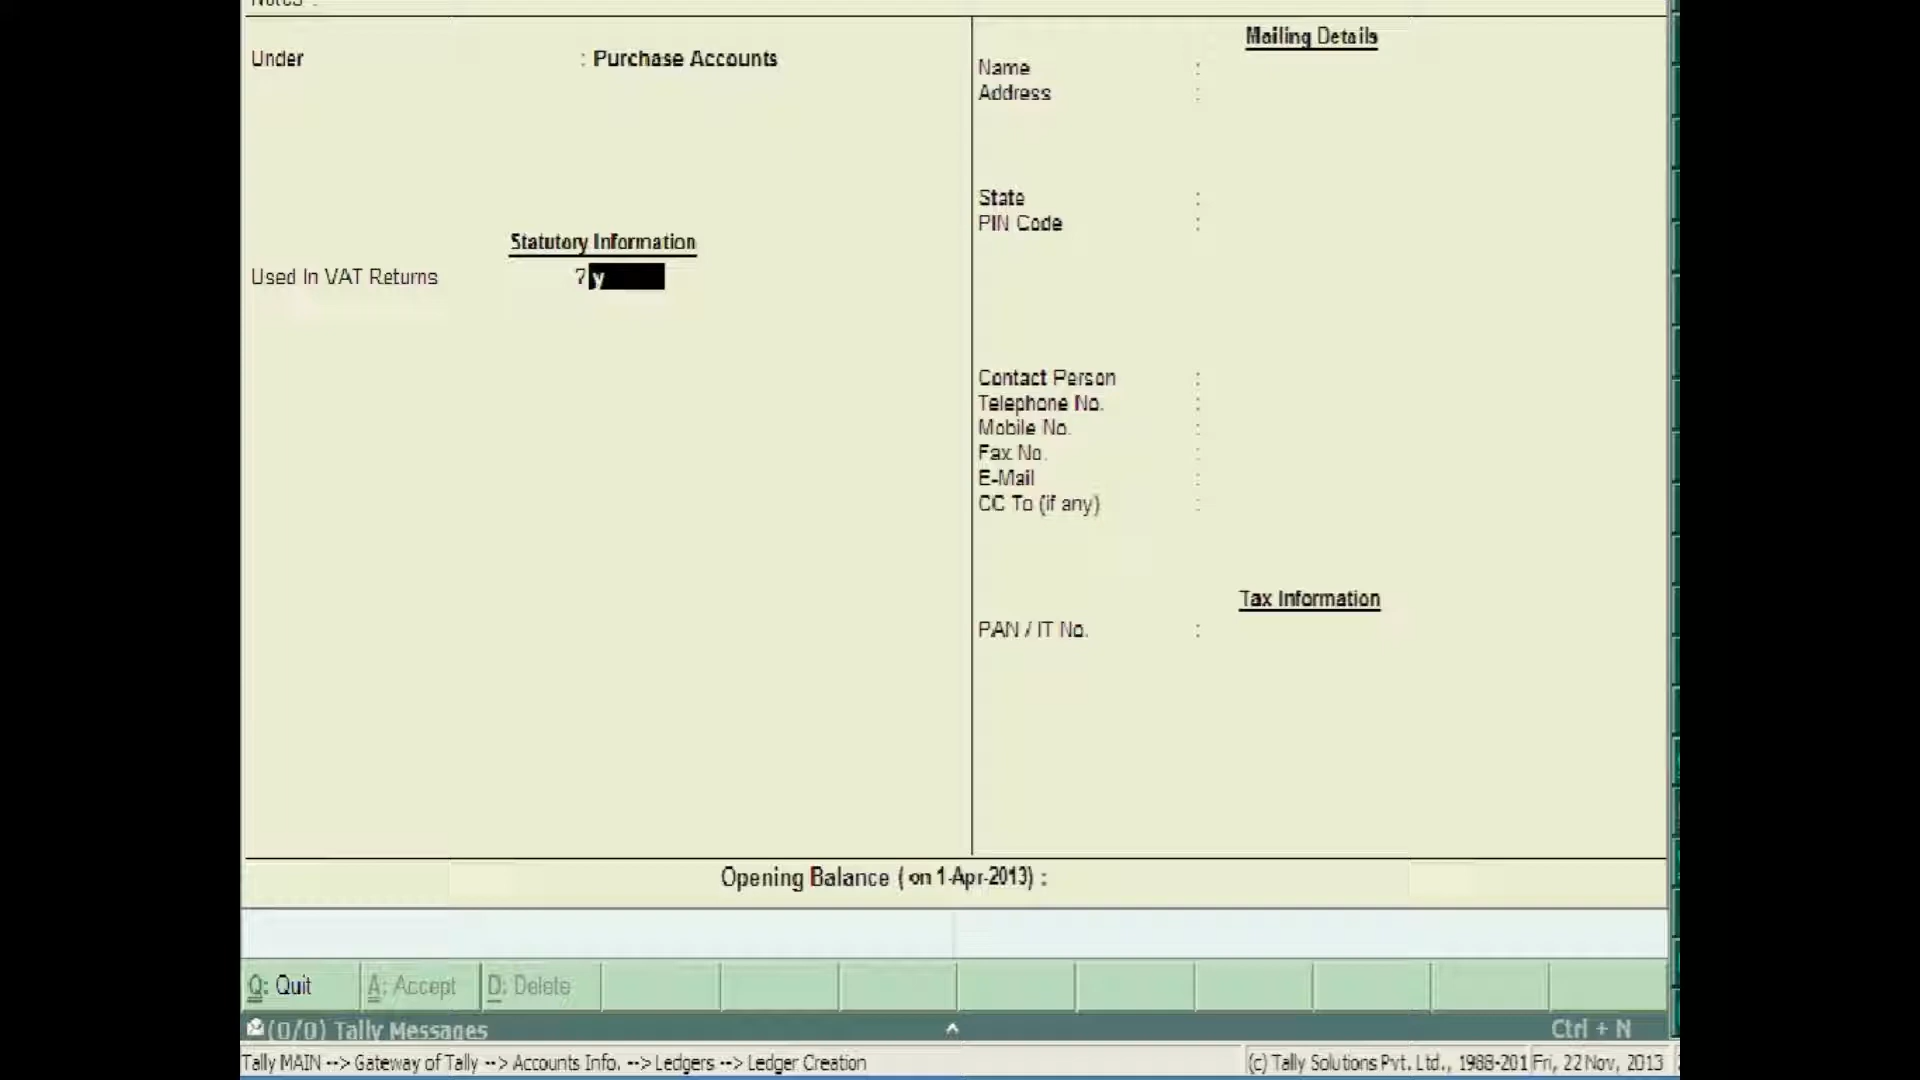 Notes :
Under : Purchase Accounts
Statutory Information
Used In VAT Returns ? y
Mailing Details
Name :
Address :
State :
PIN Code :
Contact Person :
Telephone No. :
Mobile No. :
Fax No. :
E-Mail :
CC To (if any) :
Tax Information
PAN / IT No. :
Opening Balance ( on 1-Apr-2013) :
Q: Quit A: Accept D: Delete
(0/0) Tally Messages Ctrl + N
Tally MAIN --> Gateway of Tally --> Accounts Info. --> Ledgers --> Ledger Creation (c) Tally Solutions Pvt. Ltd., 1988-201 Fri, 22 Nov, 2013